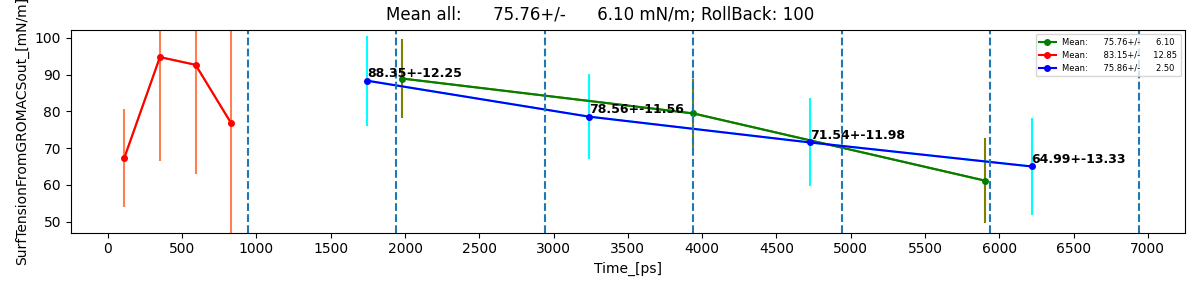 Mean all: 75.76+/- 6.10 mN/m; RollBack: 100
SurfTensionFromGROMACSout_[mN/m]
100
90
80
70
60
50
Mean: 75.76+/- 6.10
Mean: 83.15+/- 12.85
Mean: 75.86+/- 2.50
88.35+-12.25
78.56+-11.56
71.54+-11.98
64.99+-13.33
0 500 1000 1500 2000 2500 3000 3500 4000 4500 5000 5500 6000 6500 7000
Time_[ps]